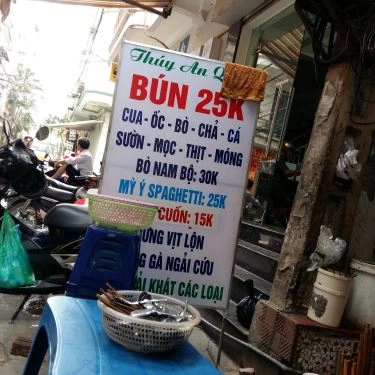 Thúy An
BÚN 25K
CUA - ỐC - BÒ - CHẢ - CÁ
SƯỜN - MỌC - THỊT - MÓNG
BÒ NAM BỘ: 30K
MỲ Ý SPAGHETTI: 25K
CUỐN: 15K
VỊT LỘN
GÀ NGẢI CỨU
KHÁT CÁC LOẠI